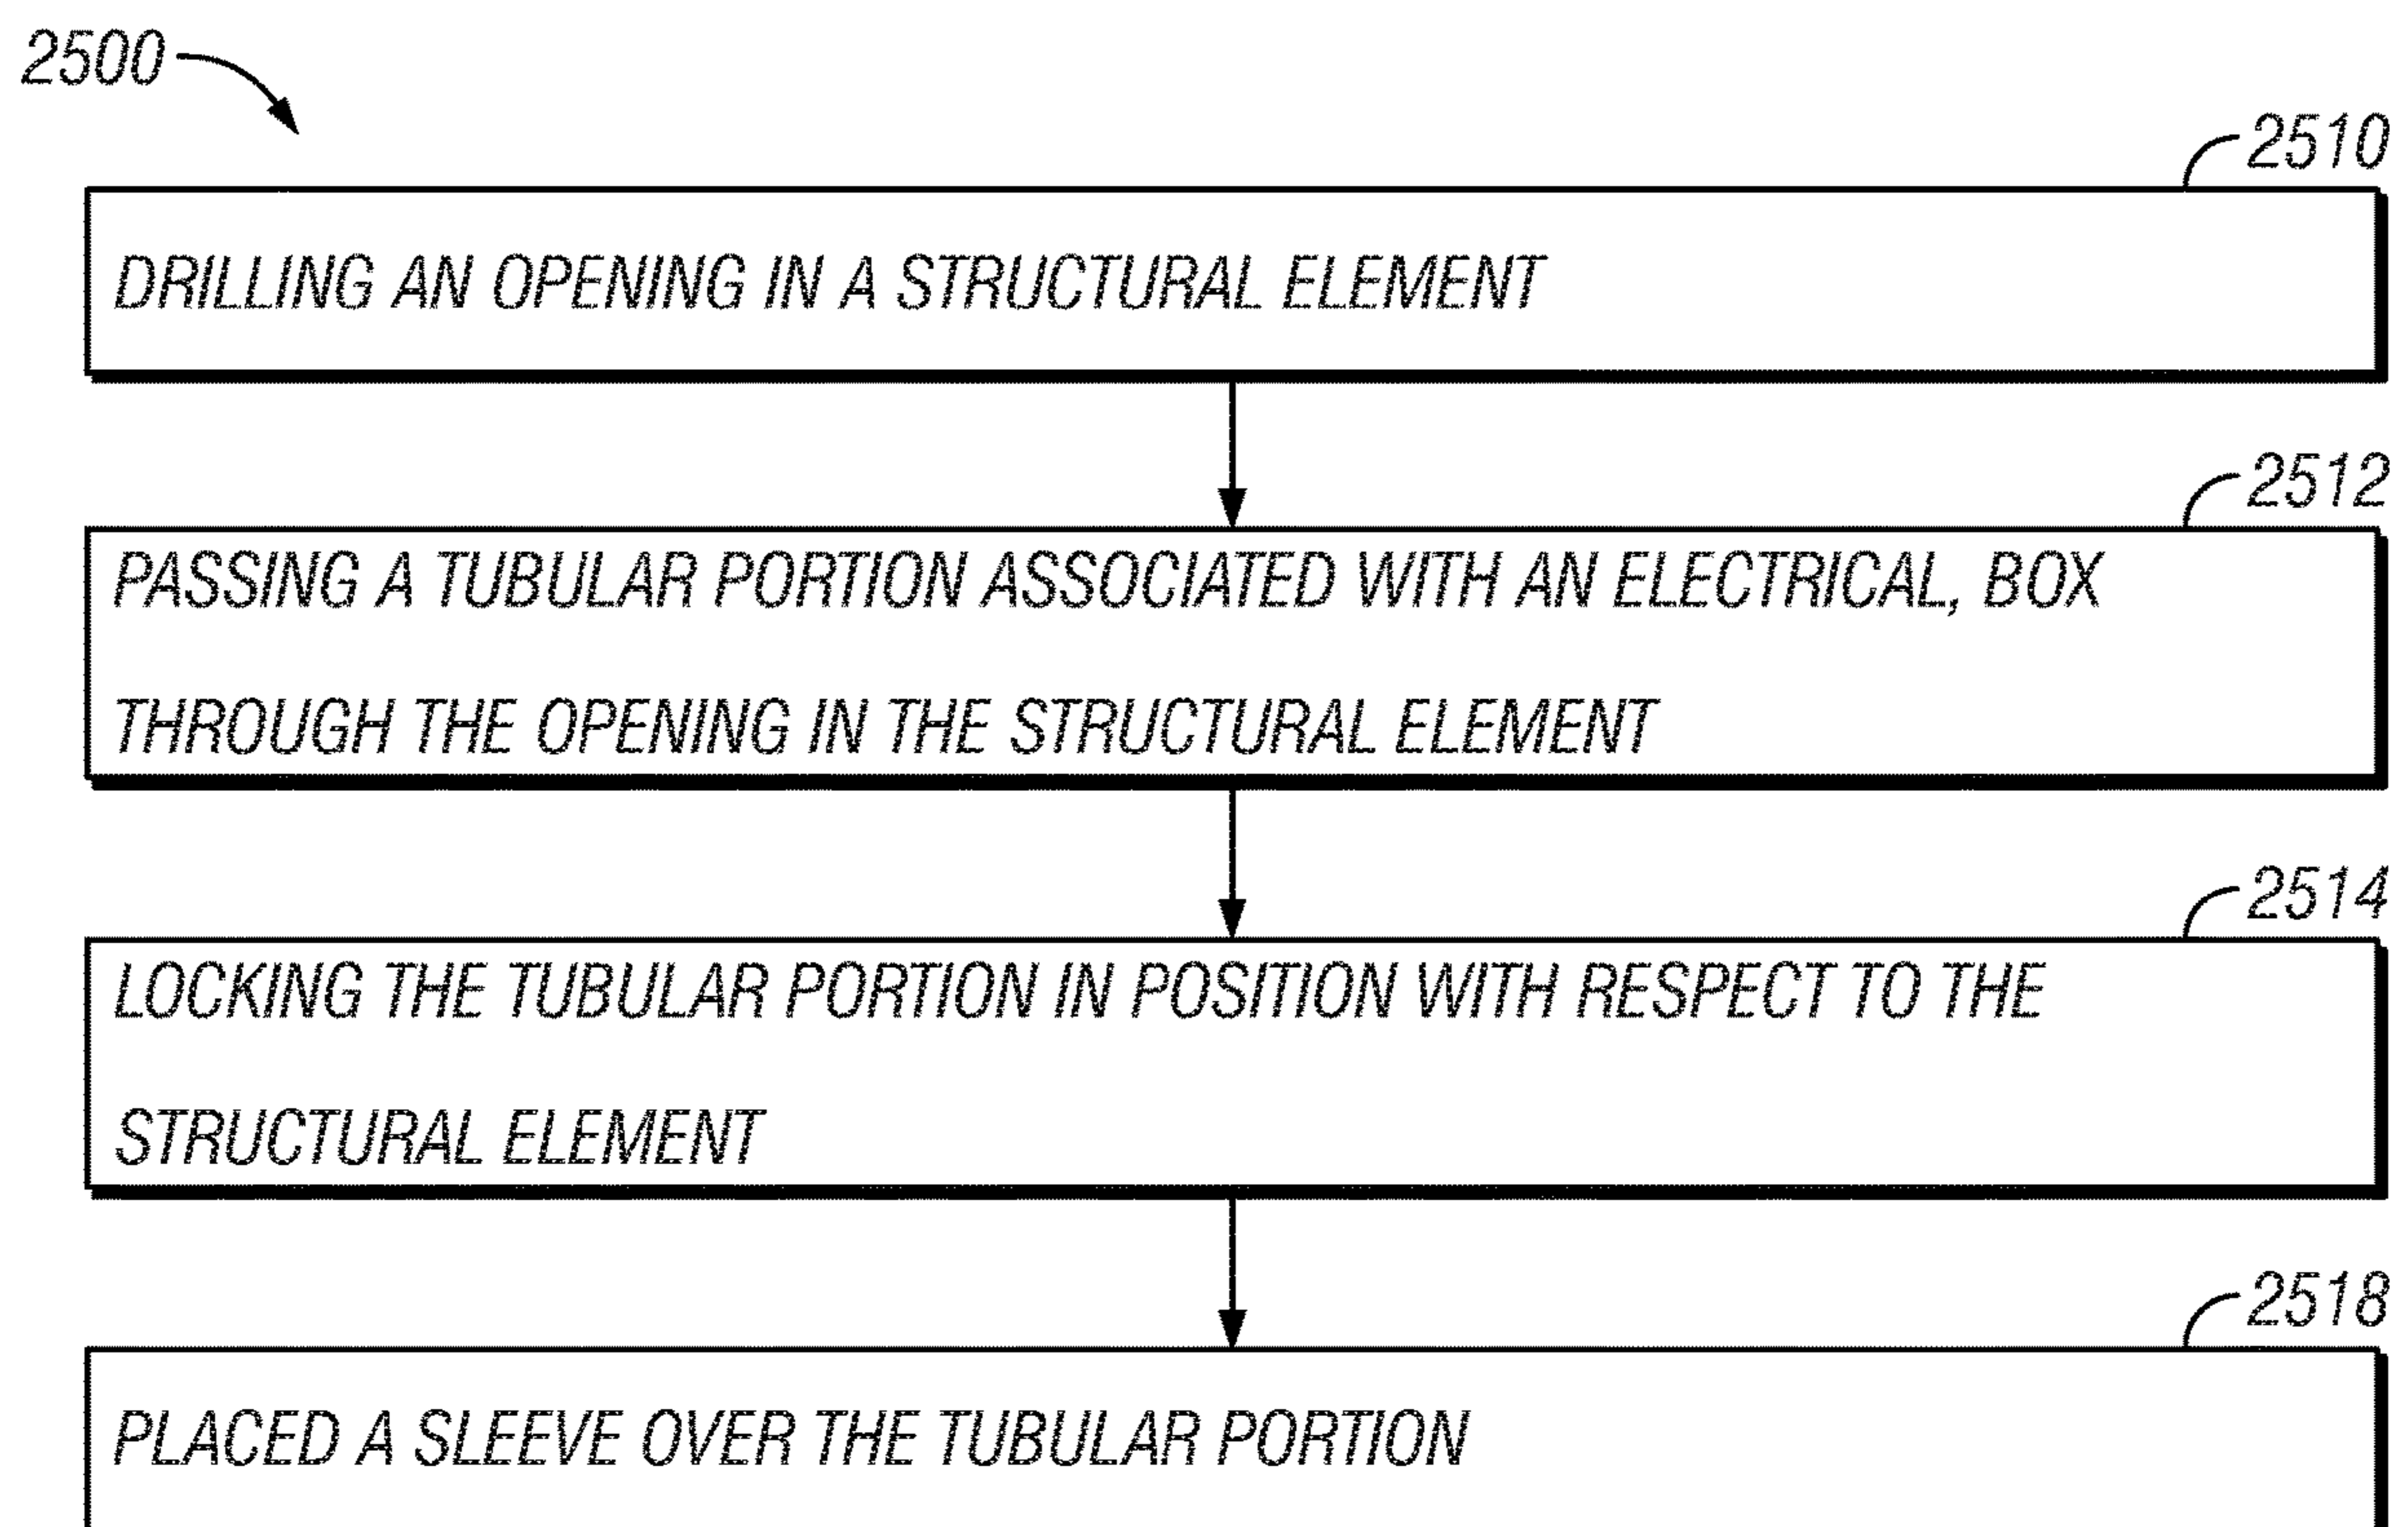 2500
2510
DRILLING AN OPENING IN A STRUCTURAL ELEMENT
2512
PASSING A TUBULAR PORTION ASSOCIATED WITH AN ELECTRICAL, BOX
THROUGH THE OPENING IN THE STRUCTURAL ELEMENT
2514
LOCKING THE TUBULAR PORTION IN POSITION WITH RESPECT TO THE
STRUCTURAL ELEMENT
2518
PLACED A SLEEVE OVER THE TUBULAR PORTION